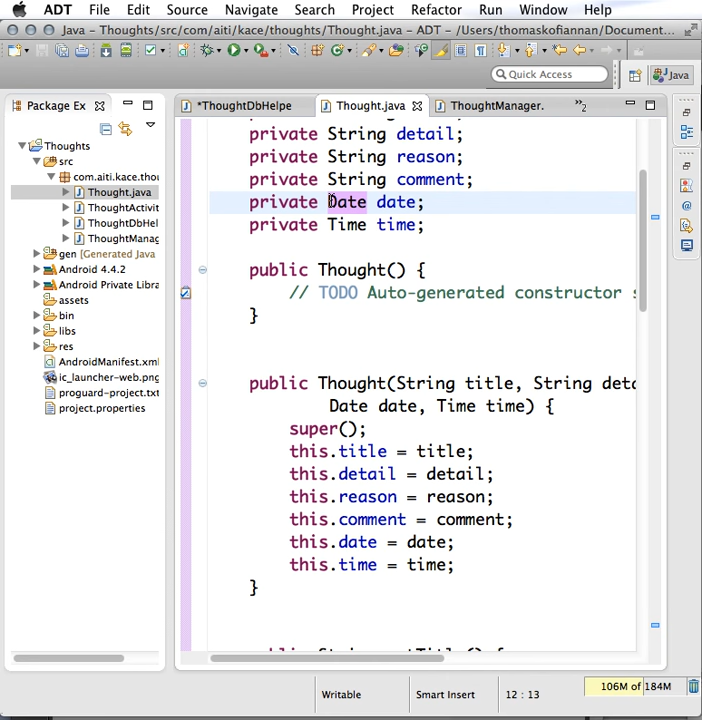 ADT File Edit Source Navigate Search Project Refactor Run Window Help
Java – Thoughts/src/com/aiti/kace/thoughts/Thought.java – ADT – /Users/thomaskofiannan/Document...
Quick Access
Java
Package Ex
*ThoughtDbHelpe
Thought.java
ThoughtManager.
»2
Thoughts
src
com.aiti.kace.thou
Thought.java
ThoughtActivit
ThoughtDbHel
ThoughtManag
gen [Generated Java
Android 4.4.2
Android Private Libra
assets
bin
libs
res
AndroidManifest.xml
ic_launcher-web.png
proguard-project.txt
project.properties
private String detail;
private String reason;
private String comment;
private Date date;
private Time time;
public Thought() {
// TODO Auto-generated constructor s
}
public Thought(String title, String deta
Date date, Time time) {
super();
this.title = title;
this.detail = detail;
this.reason = reason;
this.comment = comment;
this.date = date;
this.time = time;
}
Writable
Smart Insert
12 : 13
106M of 184M